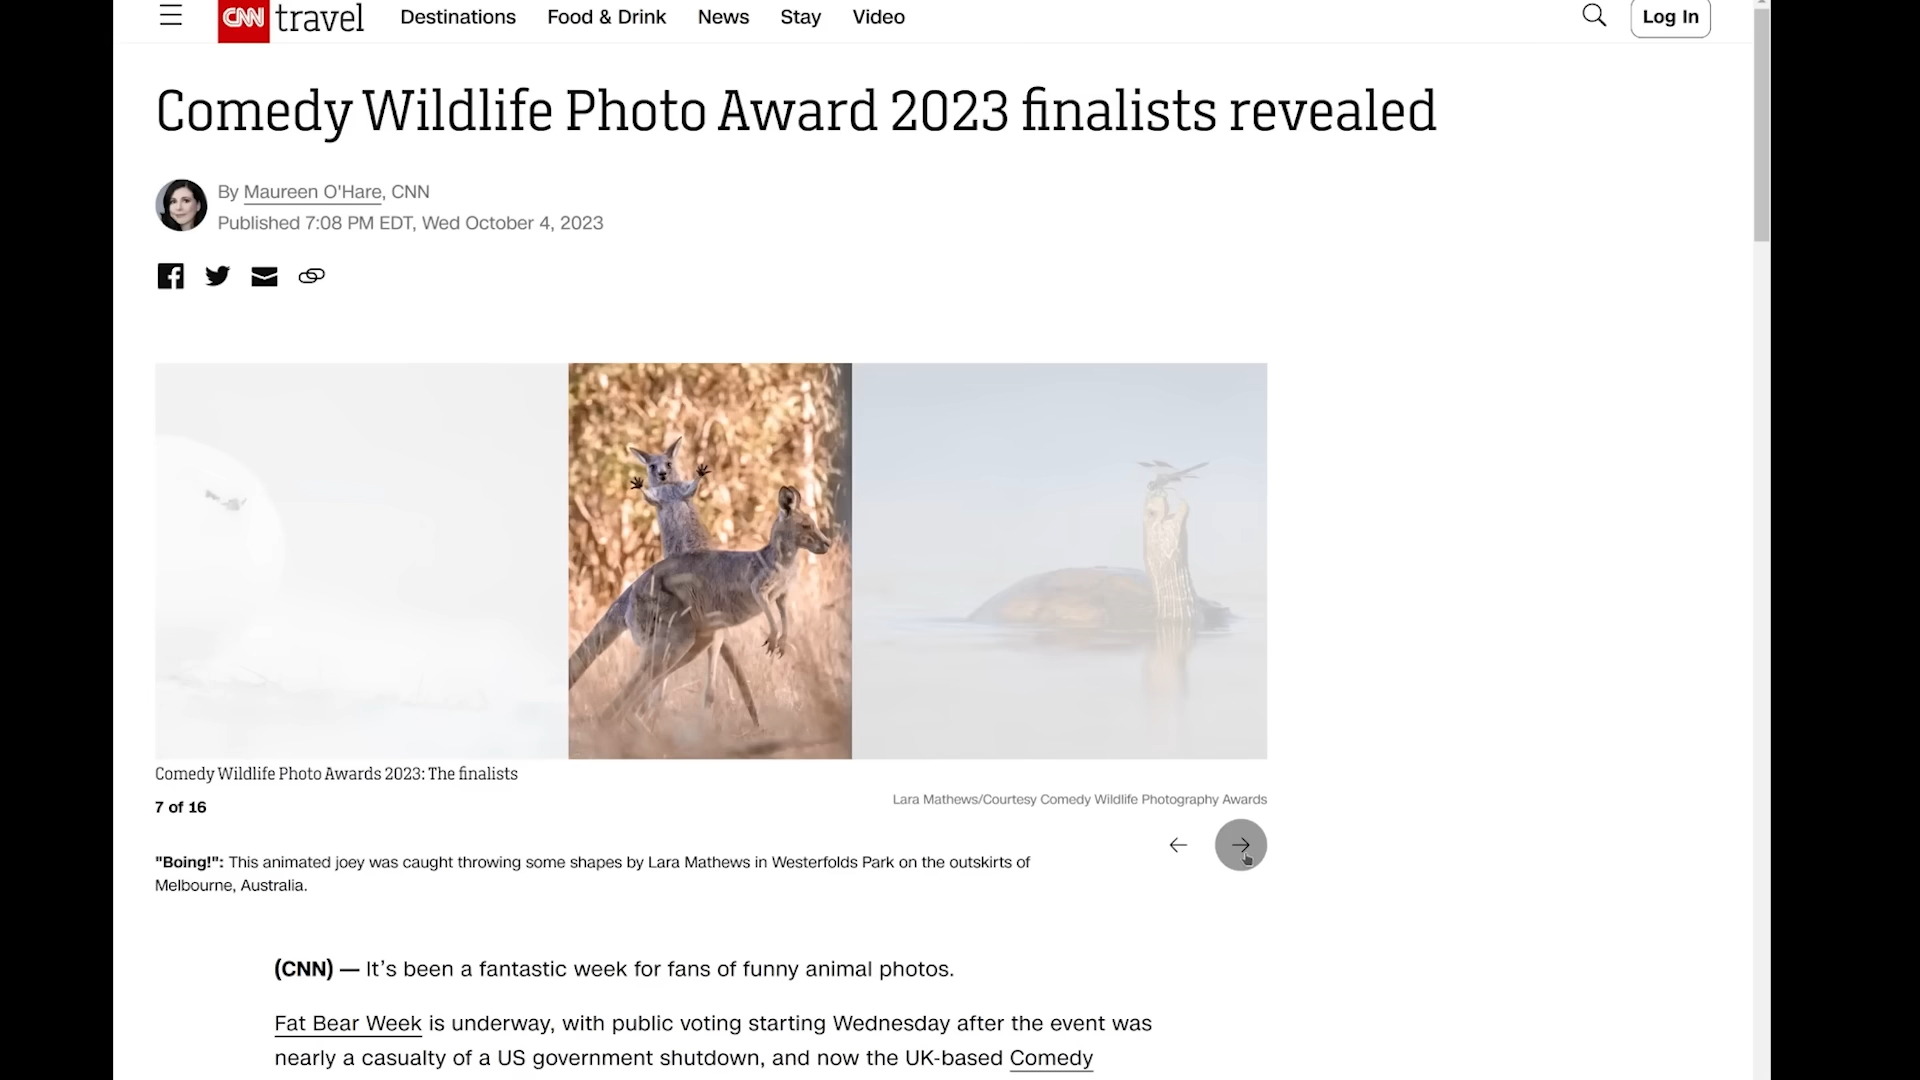 CNN travel Destinations Food & Drink News Stay Video Log In
Comedy Wildlife Photo Award 2023 finalists revealed
By Maureen O'Hare, CNN
Published 7:08 PM EDT, Wed October 4, 2023
Comedy Wildlife Photo Awards 2023: The finalists
7 of 16
Lara Mathews/Courtesy Comedy Wildlife Photography Awards
"Boing!": This animated joey was caught throwing some shapes by Lara Mathews in Westerfolds Park on the outskirts of
Melbourne, Australia.
(CNN) — It’s been a fantastic week for fans of funny animal photos.
Fat Bear Week is underway, with public voting starting Wednesday after the event was
nearly a casualty of a US government shutdown, and now the UK-based Comedy